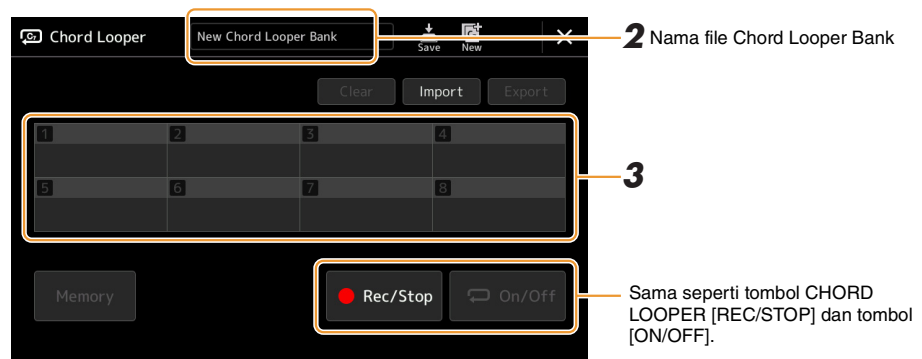 Chord Looper
New Chord Looper Bank
Save
New
2 Nama file Chord Looper Bank
Clear
Import
Export
1
2
3
4
3
5
6
7
8
Memory
Rec/Stop
On/Off
Sama seperti tombol CHORD
LOOPER [REC/STOP] dan tombol
[ON/OFF].